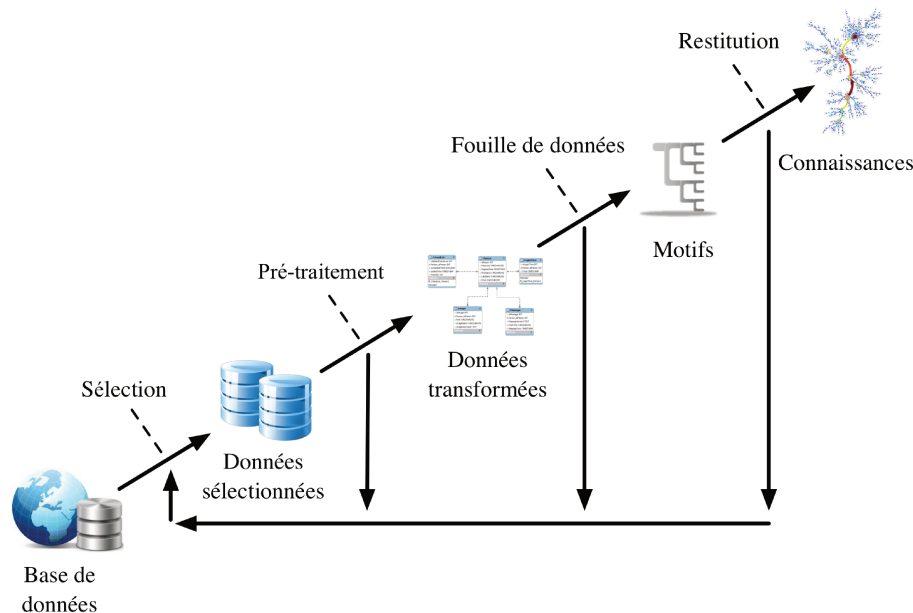 Restitution
Connaissances
Fouille de données
Motifs
Pré-traitement
Données
transformées
Sélection
Données
sélectionnées
Base de
données